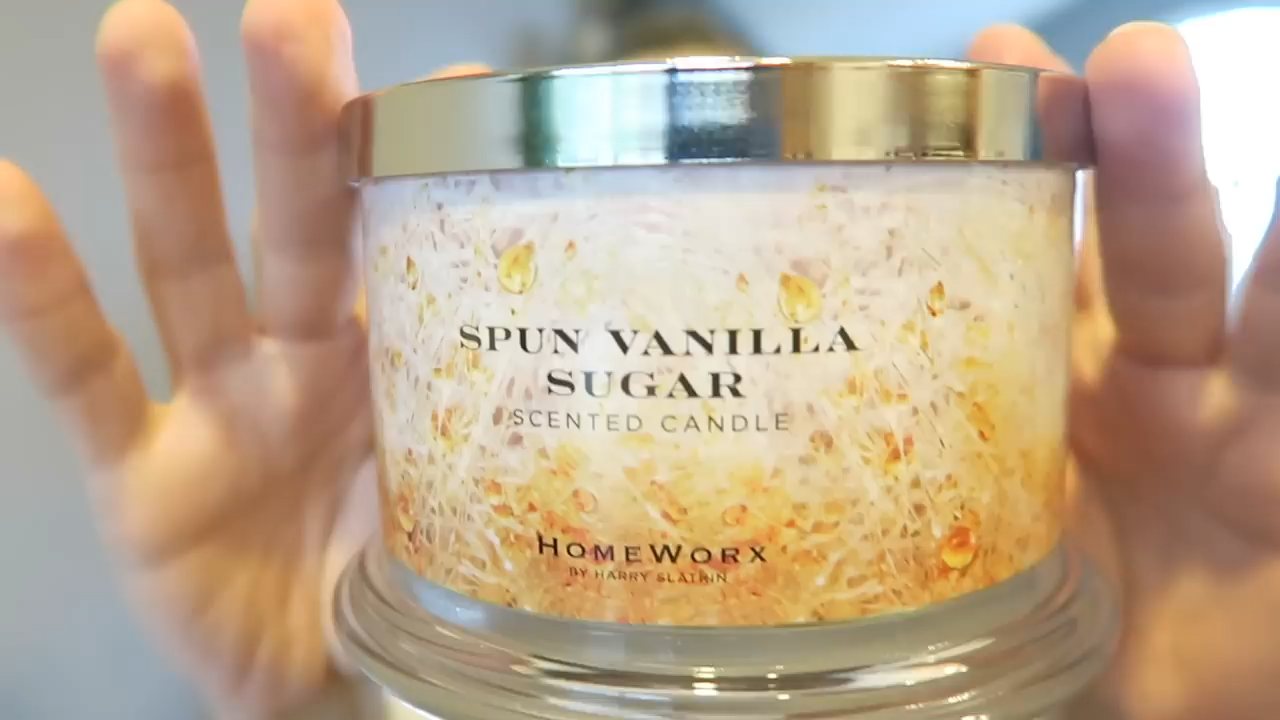 SPUN VANILLA
SUGAR
SCENTED CANDLE
HOMEWORX
BY HARRY SLATKIN